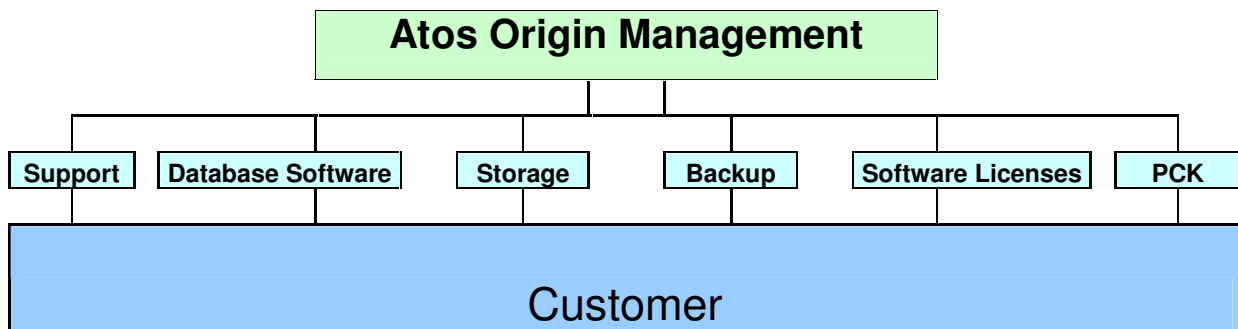 Atos Origin Management
Support Database Software Storage Backup Software Licenses PCK
Customer